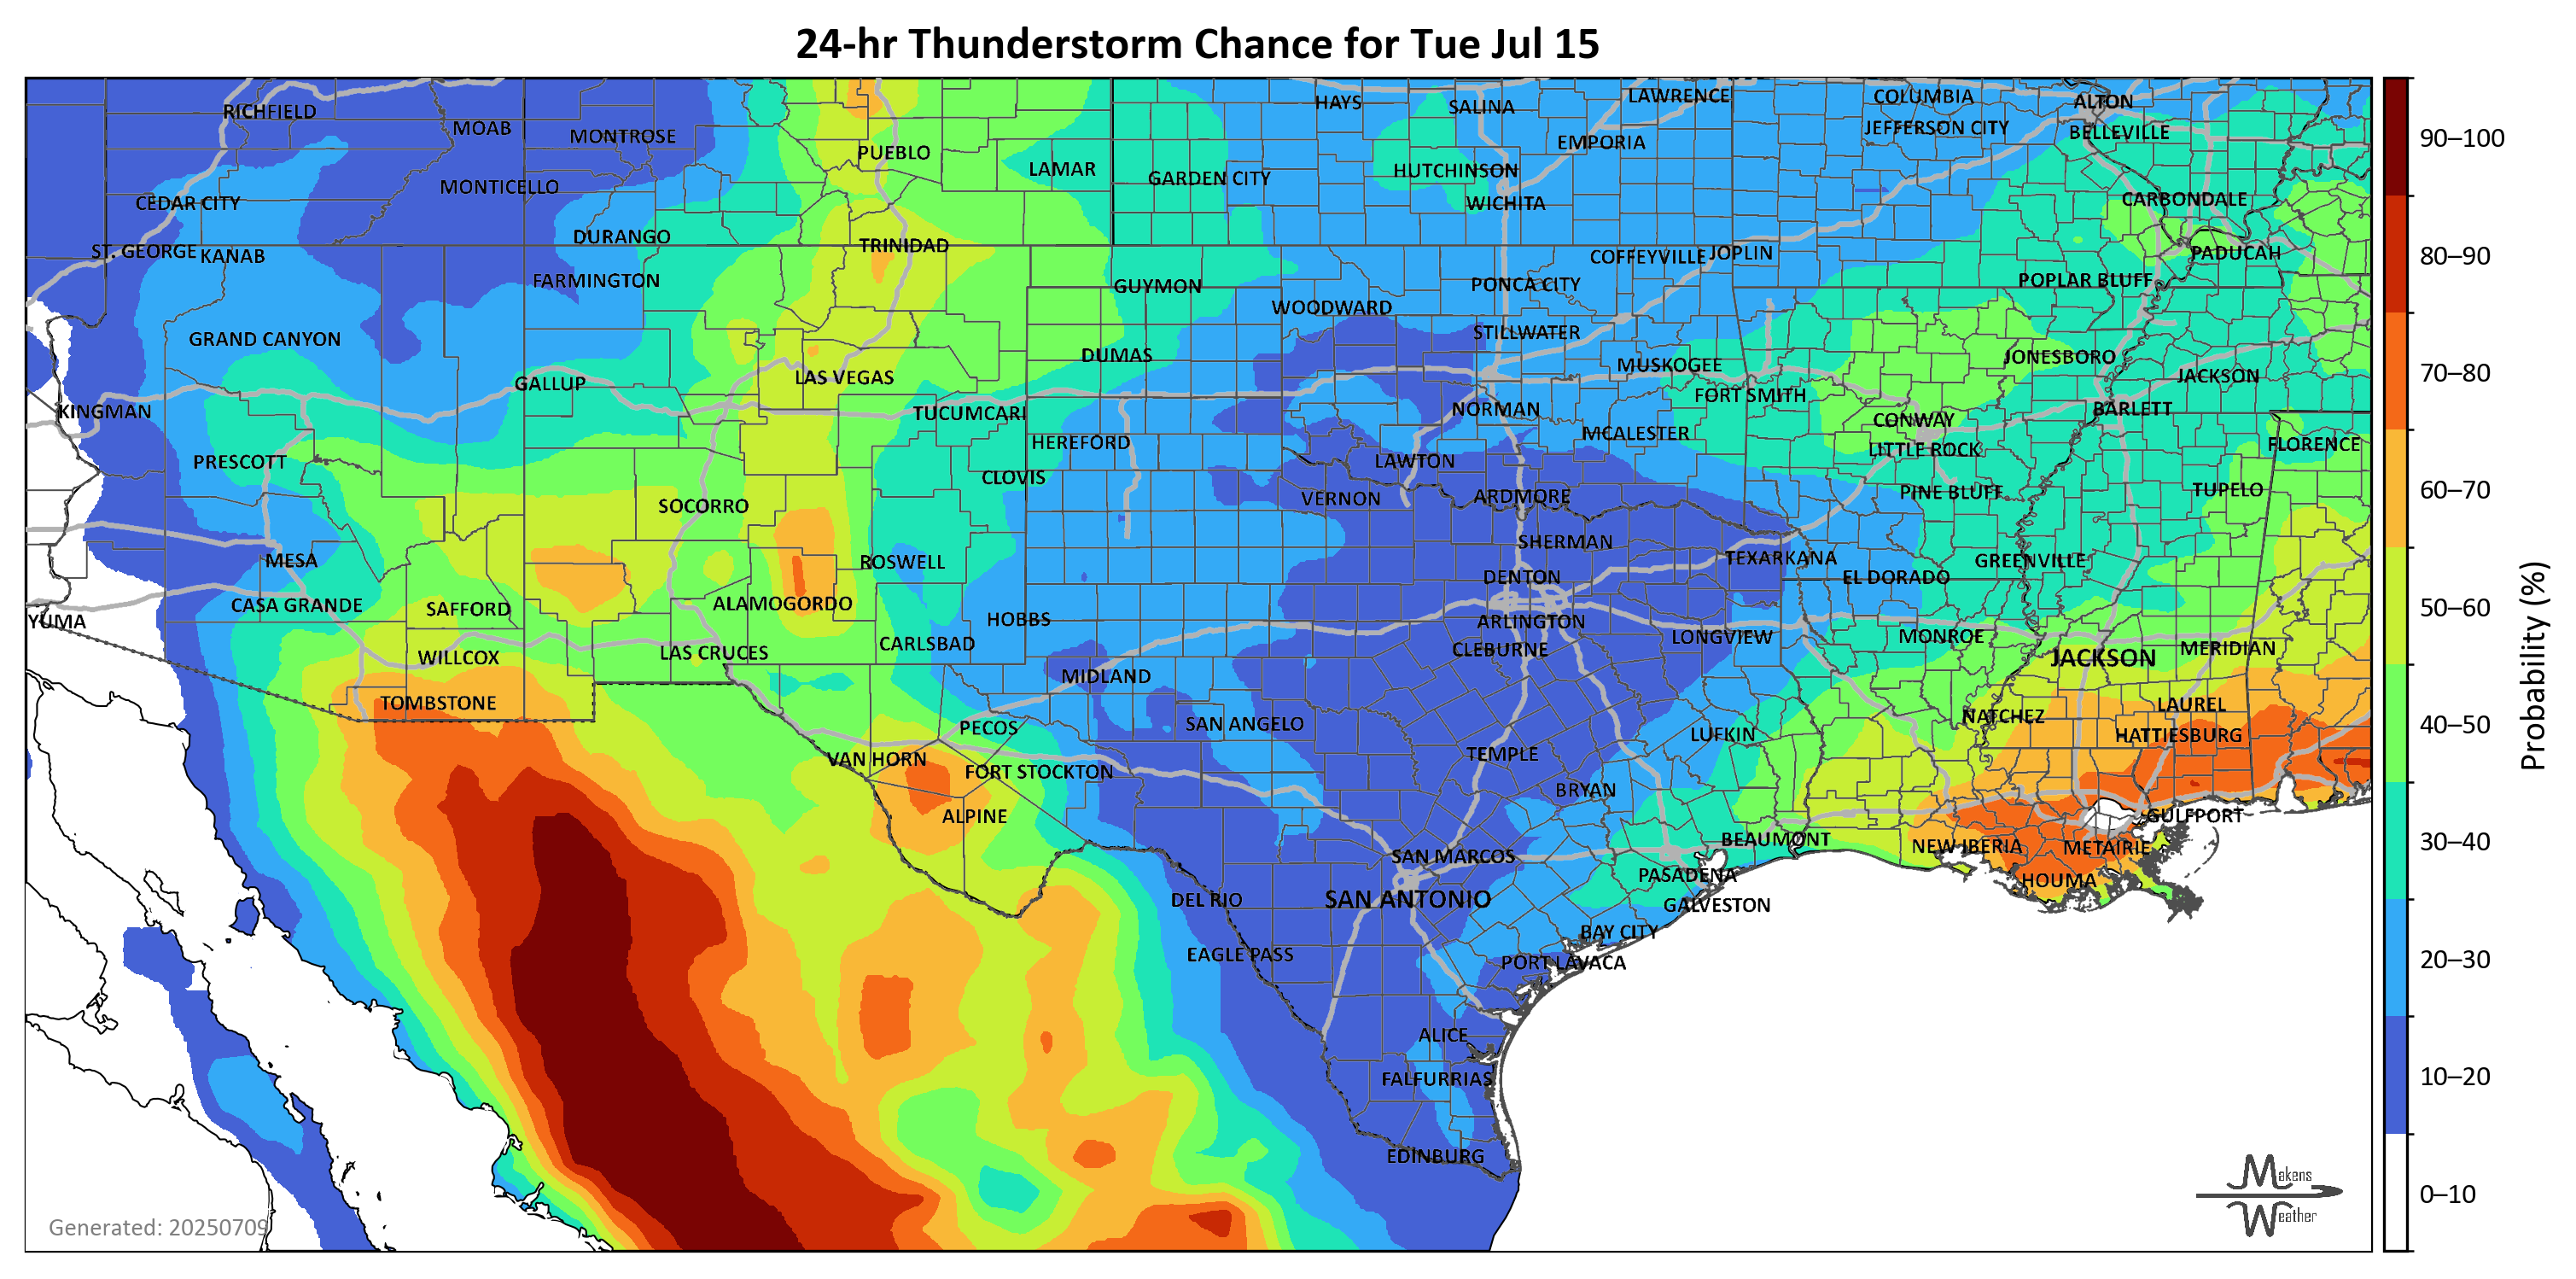 24-hr Thunderstorm Chance for Tue Jul 15
RICHFIELD
MOAB
MONTROSE
PUEBLO
LAMAR
HAYS
SALINA
LAWRENCE
COLUMBIA
ALTON
JEFFERSON CITY
BELLEVILLE
EMPORIA
HUTCHINSON
GARDEN CITY
WICHITA
CEDAR CITY
MONTICELLO
CARBONDALE
ST. GEORGE
KANAB
DURANGO
TRINIDAD
COFFEYVILLE
JOPLIN
PADUCAH
FARMINGTON
GUYMON
PONCA CITY
POPLAR BLUFF
WOODWARD
GRAND CANYON
STILLWATER
DUMAS
MUSKOGEE
JONESBORO
GALLUP
LAS VEGAS
FORT SMITH
JACKSON
KINGMAN
TUCUMCARI
NORMAN
CONWAY
BARLETT
HEREFORD
MCALESTER
LITTLE ROCK
FLORENCE
PRESCOTT
CLOVIS
LAWTON
SOCORRO
VERNON
ARDMORE
PINE BLUFF
TUPELO
MESA
ROSWELL
SHERMAN
TEXARKANA
GREENVILLE
DENTON
EL DORADO
CASA GRANDE
SAFFORD
ALAMOGORDO
YUMA
HOBBS
ARLINGTON
CARLSBAD
LONGVIEW
MONROE
WILLCOX
LAS CRUCES
CLEBURNE
JACKSON
MERIDIAN
TOMBSTONE
MIDLAND
LAUREL
PECOS
SAN ANGELO
LUFKIN
NATCHEZ
HATTIESBURG
VAN HORN
FORT STOCKTON
TEMPLE
BRYAN
ALPINE
GULFPORT
BEAUMONT
NEW IBERIA
METAIRIE
SAN MARCOS
PASADENA
HOUMA
DEL RIO
SAN ANTONIO
GALVESTON
BAY CITY
EAGLE PASS
PORT LAVACA
ALICE
FALFURRIAS
EDINBURG
Generated: 20250709
Makens
Weather
90–100
80–90
70–80
60–70
50–60
40–50
30–40
20–30
10–20
0–10
Probability (%)